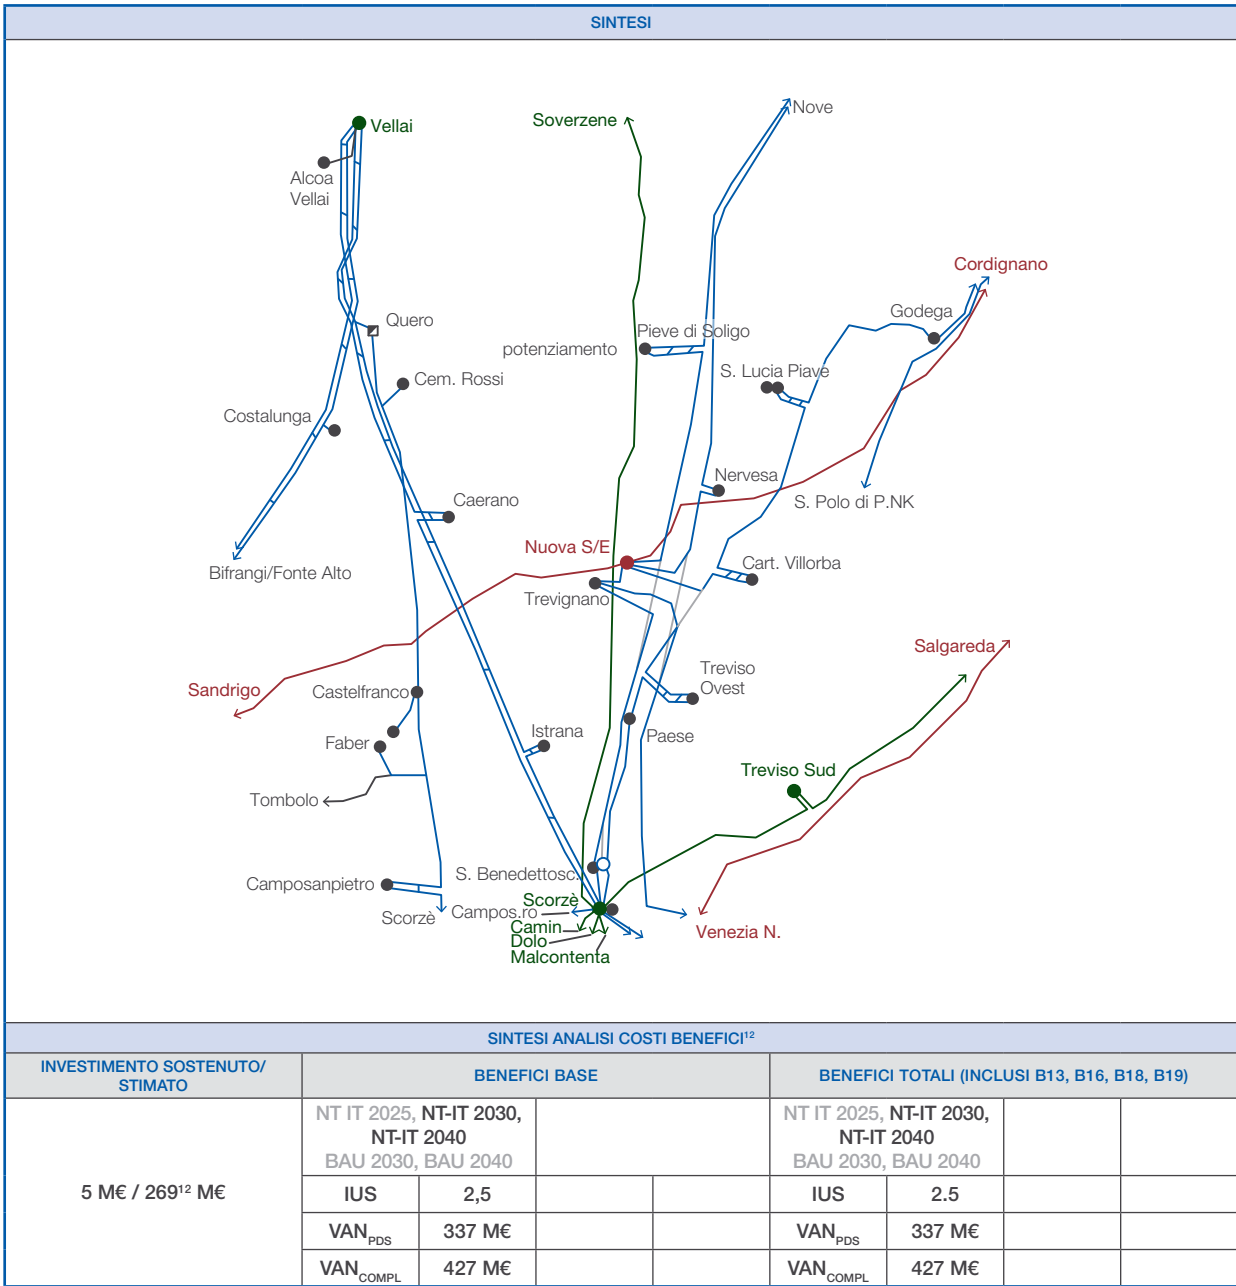 SINTESI
Nove
Soverzene
Vellai
Alcoa
Vellai
Cordignano
Godega
Quero
Pieve di Soligo
potenziamento
S. Lucia Piave
Cem. Rossi
Costalunga
Nervesa
Caerano
S. Polo di P.NK
Nuova S/E
Cart. Villorba
Bifrangi/Fonte Alto
Trevignano
Salgareda
Treviso
Ovest
Sandrigo
Castelfranco
Istrana
Paese
Faber
Treviso Sud
Tombolo
S. Benedettosc.
Camposanpietro
Scorzè
Scorzè
Campos.ro
Camin
Dolo
Malcontenta
Venezia N.
SINTESI ANALISI COSTI BENEFICI12
INVESTIMENTO SOSTENUTO/
STIMATO
BENEFICI BASE
BENEFICI TOTALI (INCLUSI B13, B16, B18, B19)
NT IT 2025, NT-IT 2030,
NT-IT 2040
BAU 2030, BAU 2040
NT IT 2025, NT-IT 2030,
NT-IT 2040
BAU 2030, BAU 2040
5 M€ / 26912 M€
IUS 2,5 IUS 2.5
VANPDS 337 M€ VANPDS 337 M€
VANCOMPL 427 M€ VANCOMPL 427 M€